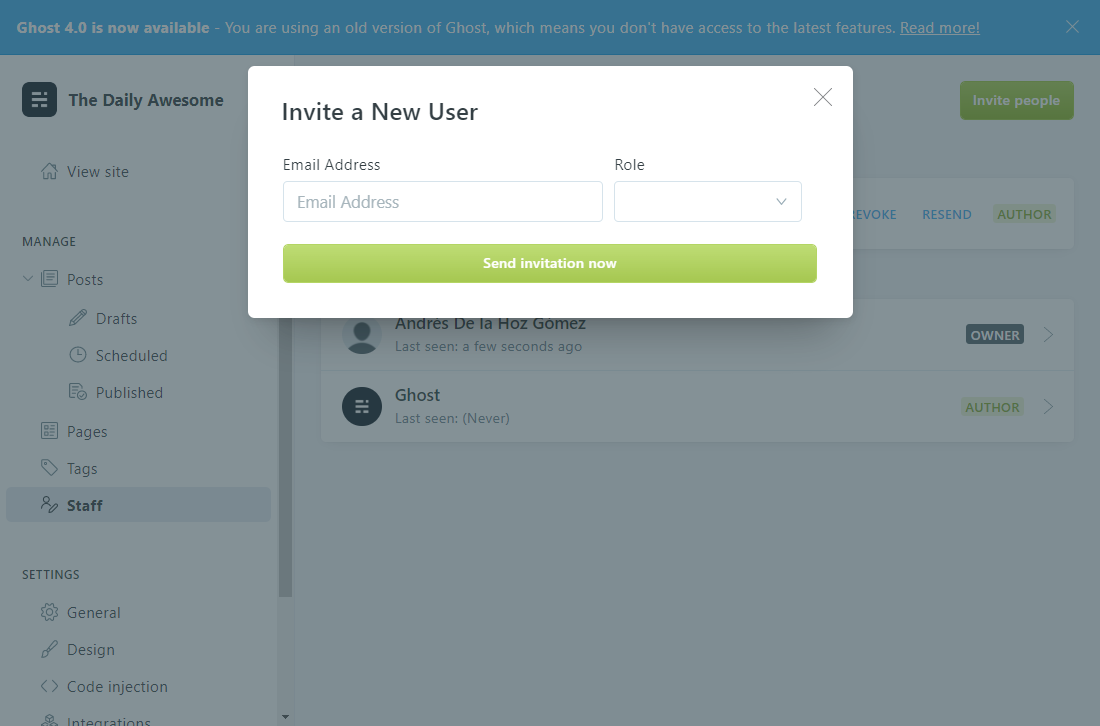 Ghost 4.0 is now available - You are using an old version of Ghost, which means you don't have access to the latest features. Read more!
The Daily Awesome
Invite people
View site
MANAGE
Posts
Drafts
Scheduled
Published
Pages
Tags
Staff
SETTINGS
General
Design
Code injection
Integrations
Invite a New User
Email Address
Role
Email Address
Send invitation now
EVOKE
RESEND
AUTHOR
Andrés De la Hoz Gómez
Last seen: a few seconds ago
OWNER
Ghost
Last seen: (Never)
AUTHOR